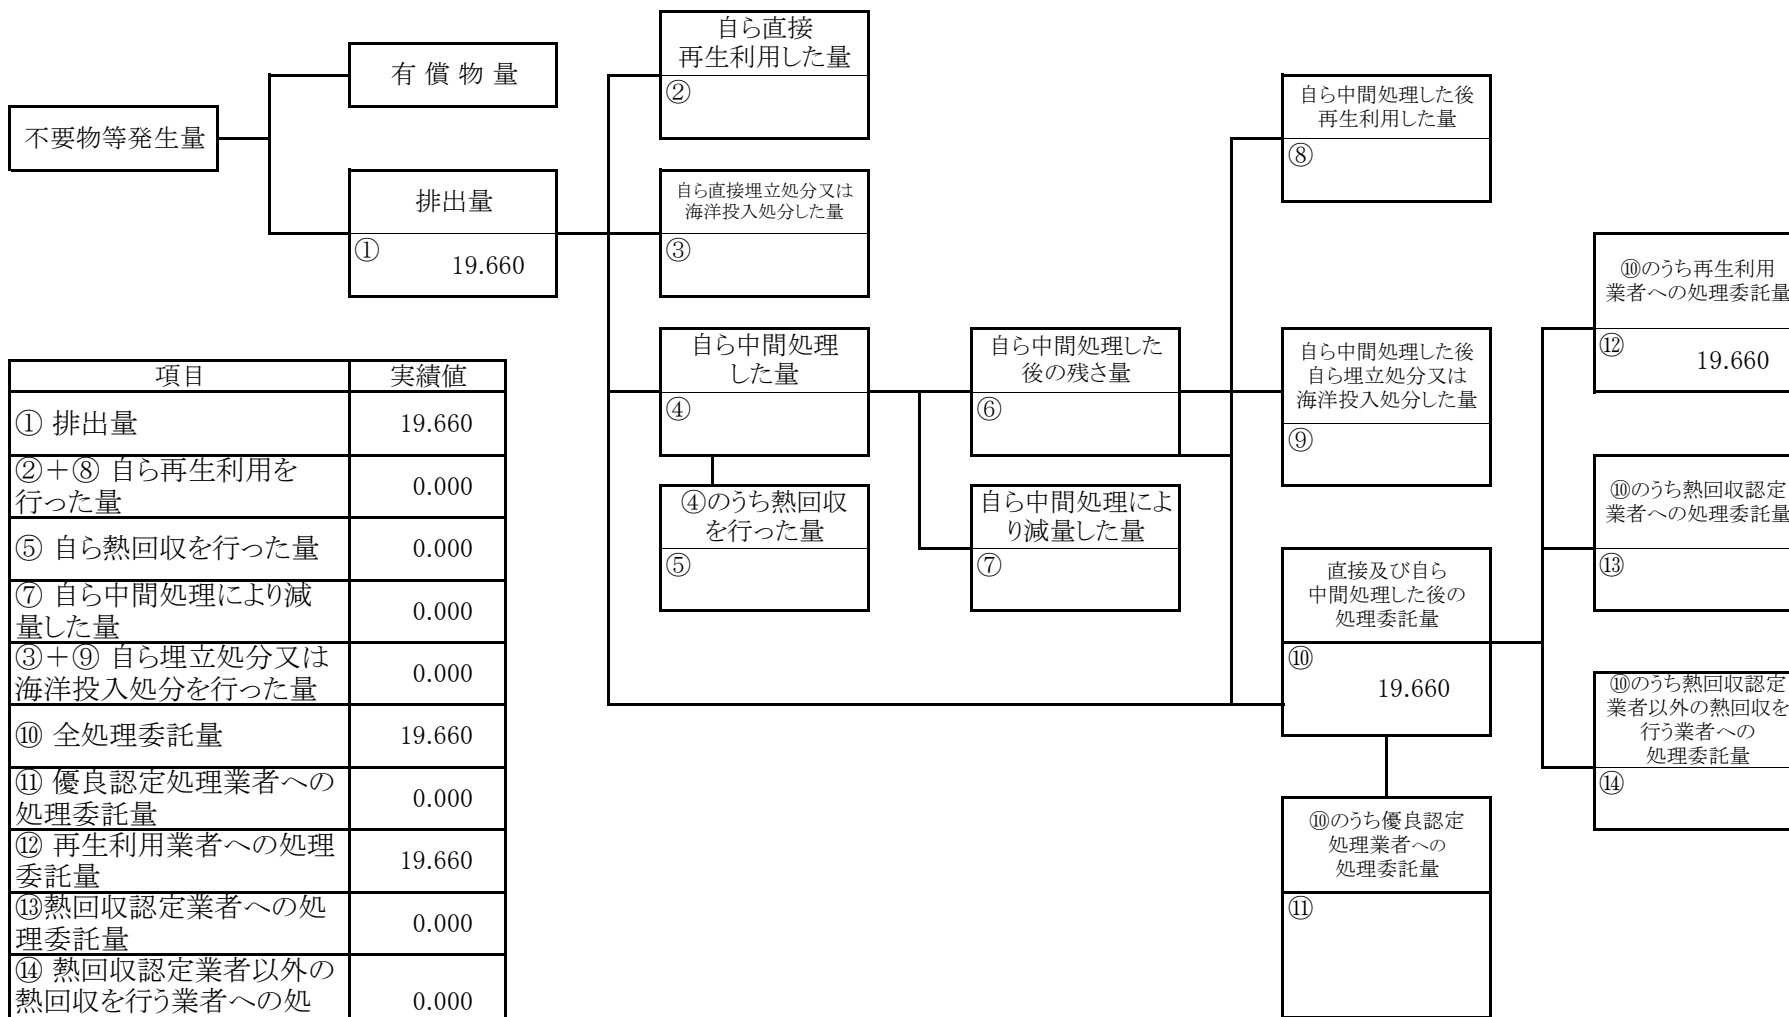 不要物等発生量
有 償 物 量
排出量
①
19.660
自ら直接
再生利用した量
②
自ら直接埋立処分又は
海洋投入処分した量
③
自ら中間処理
した量
④
④のうち熱回収
を行った量
⑤
自ら中間処理した
後の残さ量
⑥
自ら中間処理によ
り減量した量
⑦
自ら中間処理した後
再生利用した量
⑧
自ら中間処理した後
自ら埋立処分又は
海洋投入処分した量
⑨
直接及び自ら
中間処理した後の
処理委託量
⑩
19.660
⑩のうち優良認定
処理業者への
処理委託量
⑪
⑩のうち再生利用
業者への処理委託量
⑫
19.660
⑩のうち熱回収認定
業者への処理委託量
⑬
⑩のうち熱回収認定
業者以外の熱回収を
行う業者への
処理委託量
⑭
項目 実績値
① 排出量 19.660
②+⑧ 自ら再生利用を
行った量 0.000
⑤ 自ら熱回収を行った量 0.000
⑦ 自ら中間処理により減
量した量 0.000
③+⑨ 自ら埋立処分又は
海洋投入処分を行った量 0.000
⑩ 全処理委託量 19.660
⑪ 優良認定処理業者への
処理委託量 0.000
⑫ 再生利用業者への処理
委託量 19.660
⑬熱回収認定業者への処
理委託量 0.000
⑭ 熱回収認定業者以外の
熱回収を行う業者への処 0.000